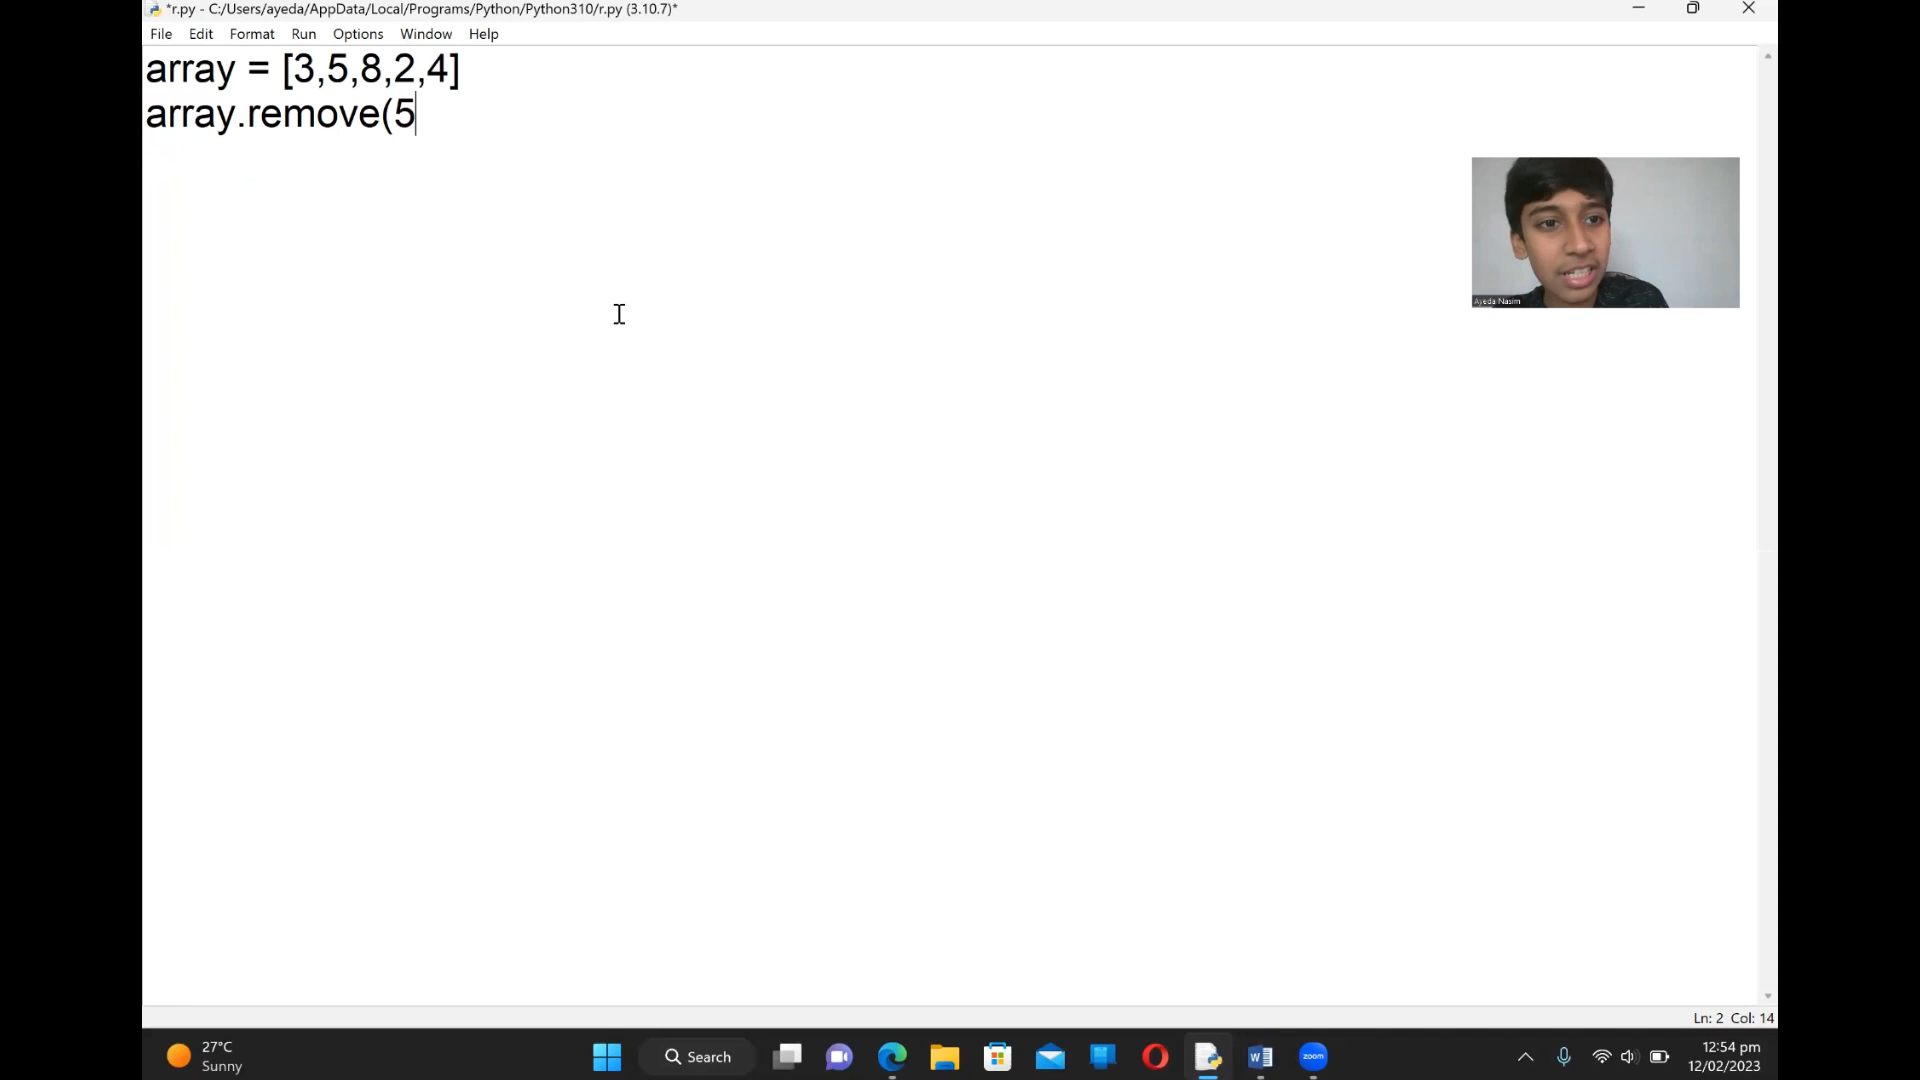 *r.py - C:/Users/ayeda/AppData/Local/Programs/Python/Python310/r.py (3.10.7)*
File Edit Format Run Options Window Help
array = [3,5,8,2,4]
array.remove(5
Ayeda Nasim
Ln: 2 Col: 14
27°C
Sunny
Search
zoom
12:54 pm
12/02/2023